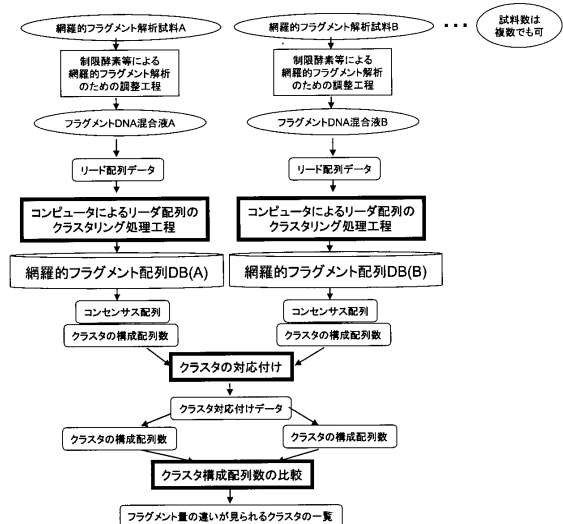 網羅的フラグメント解析試料A
網羅的フラグメント解析試料B
・・・
試料数は
複数でも可
制限酵素等による
網羅的フラグメント解析
のための調整工程
制限酵素等による
網羅的フラグメント解析
のための調整工程
フラグメントDNA混合液A
フラグメントDNA混合液B
リード配列データ
リード配列データ
コンピュータによるリーダ配列の
クラスタリング処理工程
コンピュータによるリーダ配列の
クラスタリング処理工程
網羅的フラグメント配列DB(A)
網羅的フラグメント配列DB(B)
コンセンサス配列
コンセンサス配列
クラスタの構成配列数
クラスタの構成配列数
クラスタの対応付け
クラスタ対応付けデータ
クラスタの構成配列数
クラスタの構成配列数
クラスタ構成配列数の比較
フラグメント量の違いが見られるクラスタの一覧